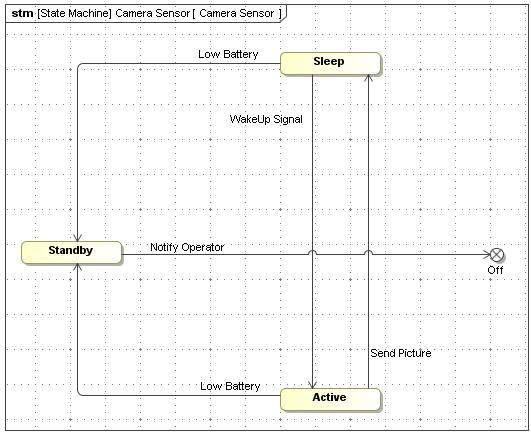 stm [State Machine] Camera Sensor [ Camera Sensor ]
Low Battery
Sleep
WakeUp Signal
Standby
Notify Operator
Off
Send Picture
Low Battery
Active